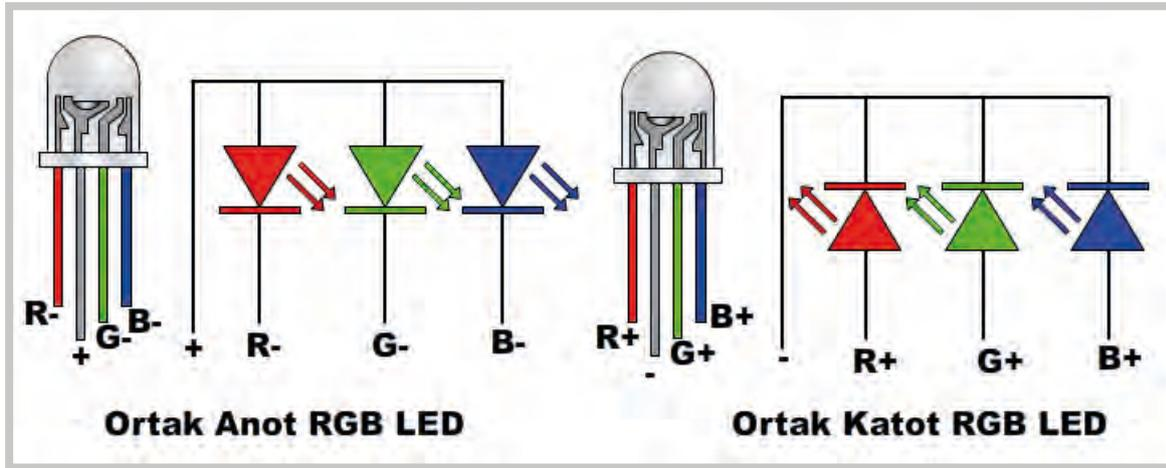 R-
+
G-
B-
+
R-
G-
B-
Ortak Anot RGB LED
R+
-
G+
B+
-
R+
G+
B+
Ortak Katot RGB LED